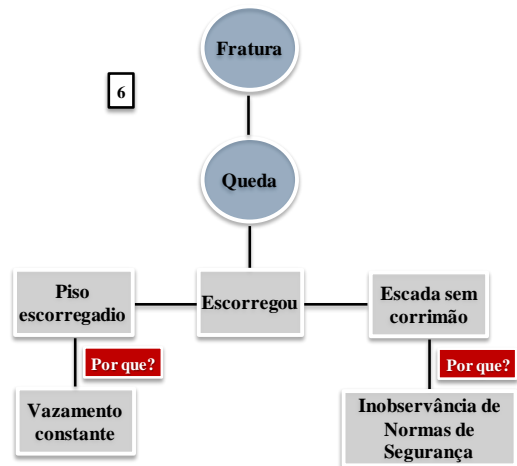 Fratura
6
Queda
Piso
escorregadio
Escorregou
Escada sem
corrimão
Por que?
Por que?
Vazamento
constante
Inobservância de
Normas de
Segurança